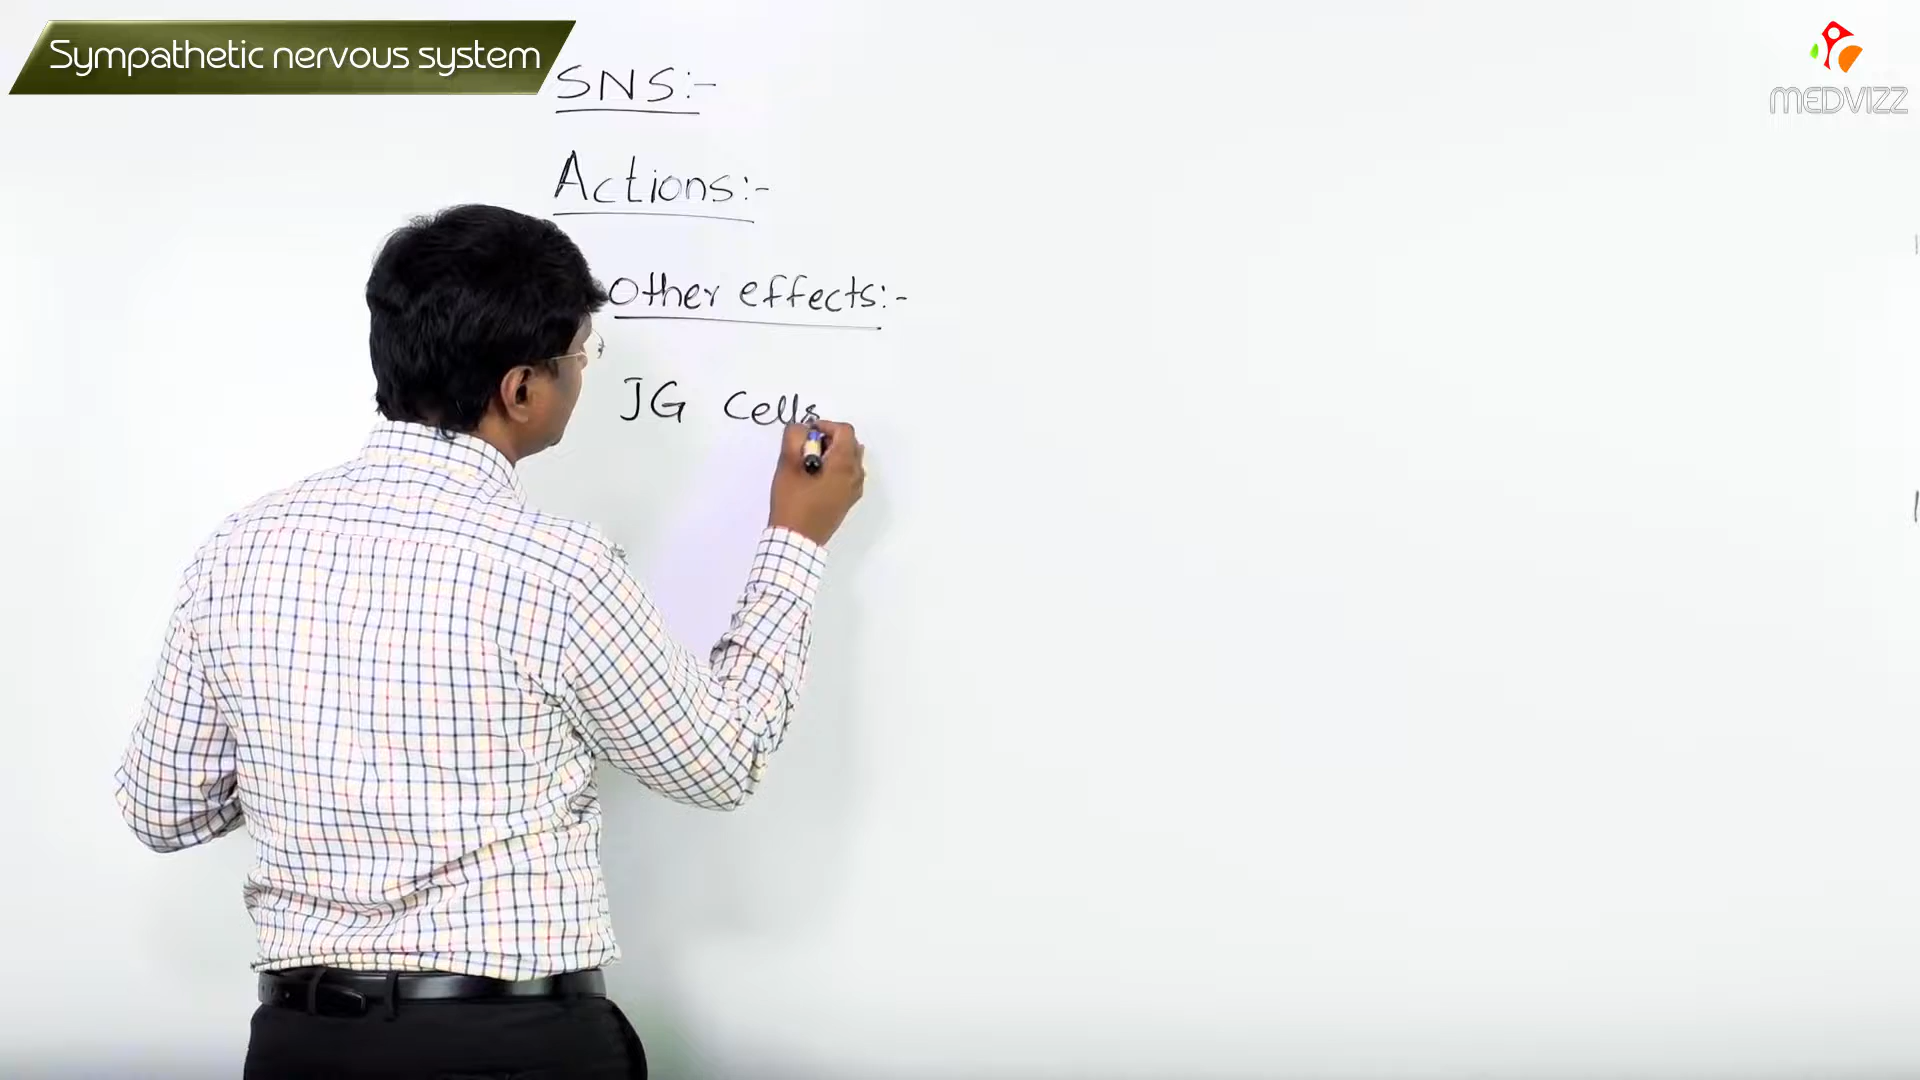 Sympathetic nervous system
MEDVIZZ
SNS:-
Actions:-
Other effects:-
JG Cells